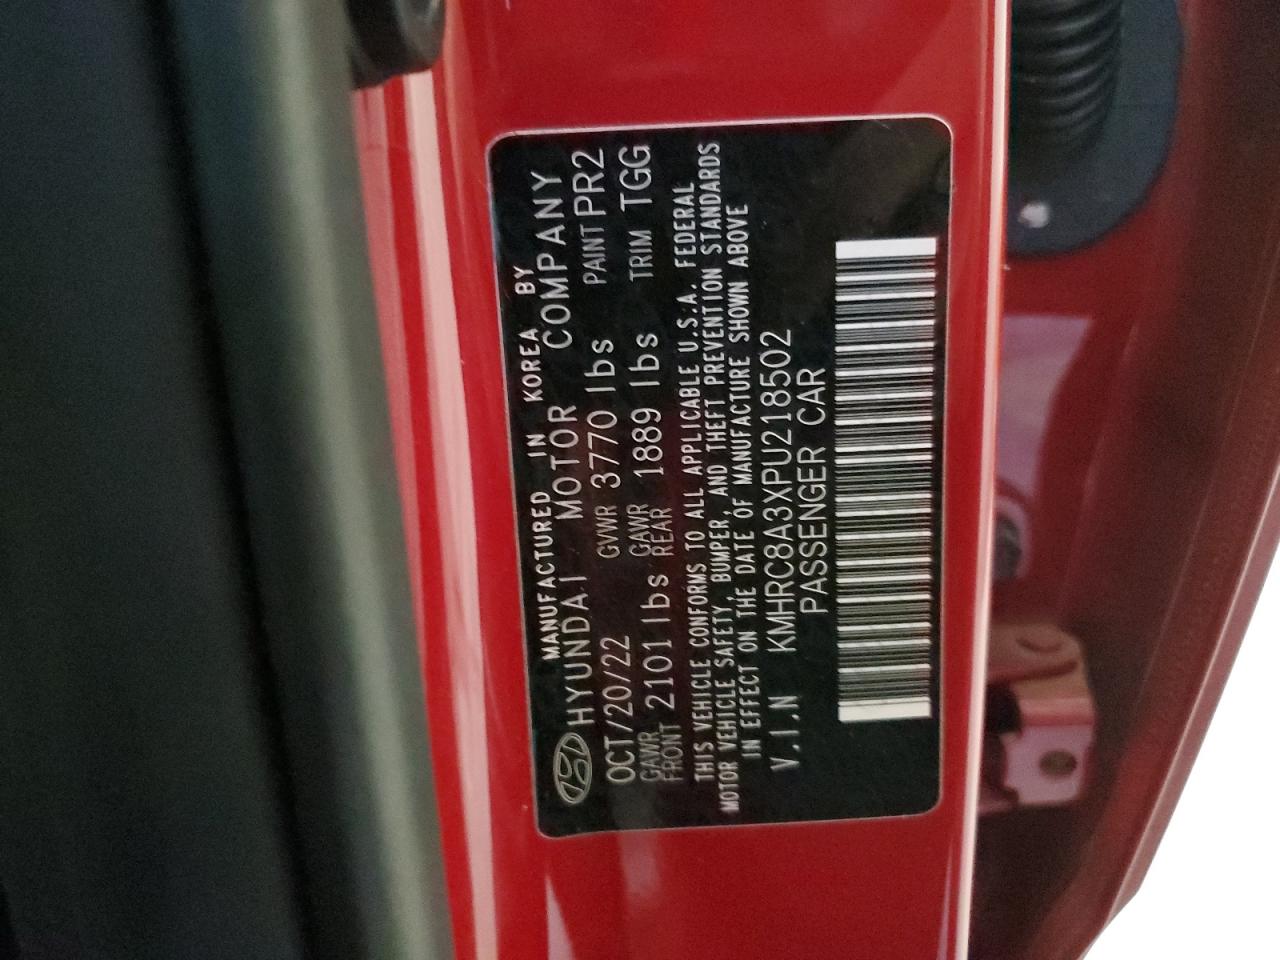 MANUFACTURED IN KOREA BY
HYUNDAI MOTOR COMPANY
OCT/20/22 GVWR 3770 lbs PAINT PR2
GAWR FRONT 2101 lbs GAWR REAR 1889 lbs TRIM TGG
THIS VEHICLE CONFORMS TO ALL APPLICABLE U.S.A. FEDERAL
MOTOR VEHICLE SAFETY, BUMPER, AND THEFT PREVENTION STANDARDS
IN EFFECT ON THE DATE OF MANUFACTURE SHOWN ABOVE
V.I.N KMHRC8A3XPU218502
PASSENGER CAR